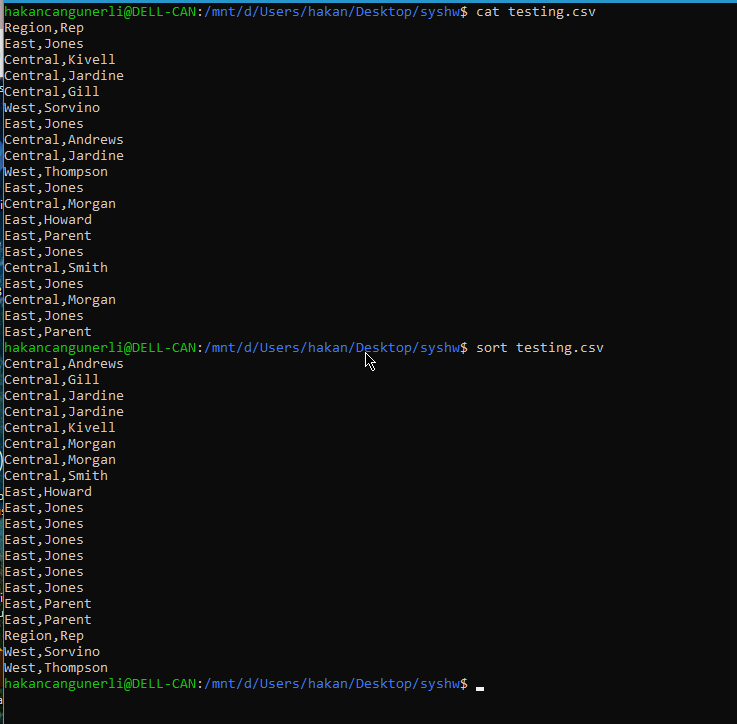 hakancangunerli@DELL-CAN:/mnt/d/Users/hakan/Desktop/syshw$ cat testing.csv
Region,Rep
East,Jones
Central,Kivell
Central,Jardine
Central,Gill
West,Sorvino
East,Jones
Central,Andrews
Central,Jardine
West,Thompson
East,Jones
Central,Morgan
East,Howard
East,Parent
East,Jones
Central,Smith
East,Jones
Central,Morgan
East,Jones
East,Parent
hakancangunerli@DELL-CAN:/mnt/d/Users/hakan/Desktop/syshw$ sort testing.csv
Central,Andrews
Central,Gill
Central,Jardine
Central,Jardine
Central,Kivell
Central,Morgan
Central,Morgan
Central,Smith
East,Howard
East,Jones
East,Jones
East,Jones
East,Jones
East,Jones
East,Jones
East,Parent
East,Parent
Region,Rep
West,Sorvino
West,Thompson
hakancangunerli@DELL-CAN:/mnt/d/Users/hakan/Desktop/syshw$